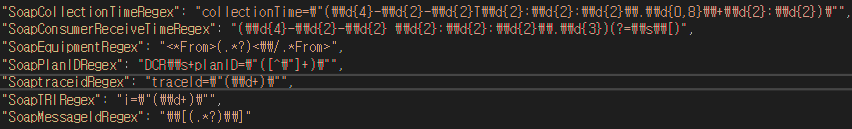 "SoapCollectionTimeRegex": "collectionTime=₩"(₩₩d{4}-₩₩d{2}-₩₩d{2}T₩₩d{2}:₩₩d{2}:₩₩d{2}₩₩.₩₩d{0,8}₩₩+₩₩d{2}:₩₩d{2})₩"",
"SoapConsumerReceiveTimeRegex": "(₩₩d{4}-₩₩d{2}-₩₩d{2} ₩₩d{2}:₩₩d{2}:₩₩d{2}₩₩.₩₩d{3})(?=₩₩s₩₩[)",
"SoapEquipmentRegex": "<*From>(.*?)<₩₩/.*From>",
"SoapPlanIDRegex": "DCR₩₩s+planID=₩"([^₩"]+)₩"",
"SoaptraceidRegex": "traceId=₩"(₩₩d+)₩"",
"SoapTRIRegex": "i=₩"(₩₩d+)₩"",
"SoapMessageIdRegex": "₩₩[(.*?)₩₩]"